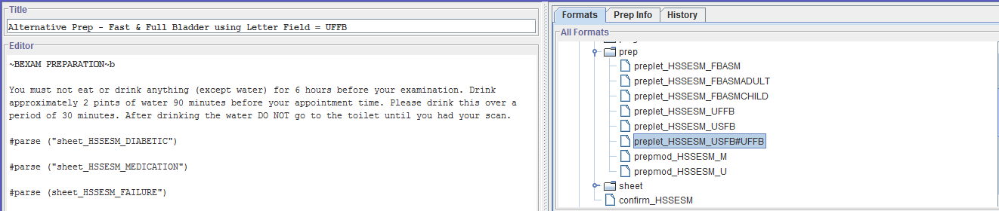 Title
Alternative Prep - Fast & Full Bladder using Letter Field = UFFB
Editor
~BEXAM PREPARATION~b
You must not eat or drink anything (except water) for 6 hours before your examination. Drink
approximately 2 pints of water 90 minutes before your appointment time. Please drink this over a
period of 30 minutes. After drinking the water DO NOT go to the toilet until you had your scan.
#parse ("sheet_HSSESM_DIABETIC")
#parse ("sheet_HSSESM_MEDICATION")
#parse (sheet_HSSESM_FAILURE")
Formats Prep Info History
All Formats
prep
preplet_HSSESM_FBASM
preplet_HSSESM_FBASMADULT
preplet_HSSESM_FBASMCHILD
preplet_HSSESM_UFFB
preplet_HSSESM_USFB
preplet_HSSESM_USFB#UFFB
prepmod_HSSESM_M
prepmod_HSSESM_U
sheet
confirm_HSSESM